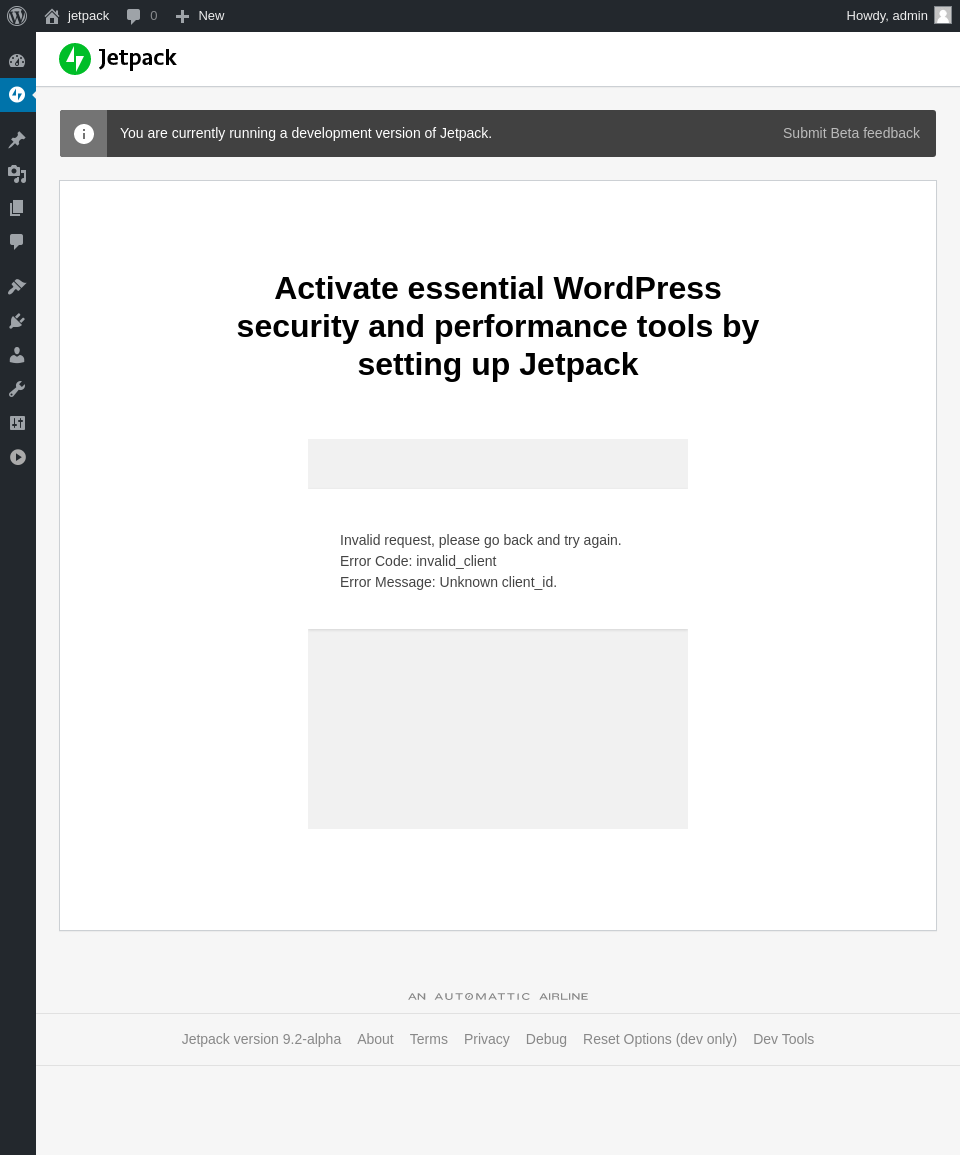 jetpack 0 New Howdy, admin
Jetpack
You are currently running a development version of Jetpack. Submit Beta feedback
Activate essential WordPress
security and performance tools by
setting up Jetpack
Invalid request, please go back and try again.
Error Code: invalid_client
Error Message: Unknown client_id.
AN AUTOMATTIC AIRLINE
Jetpack version 9.2-alpha About Terms Privacy Debug Reset Options (dev only) Dev Tools